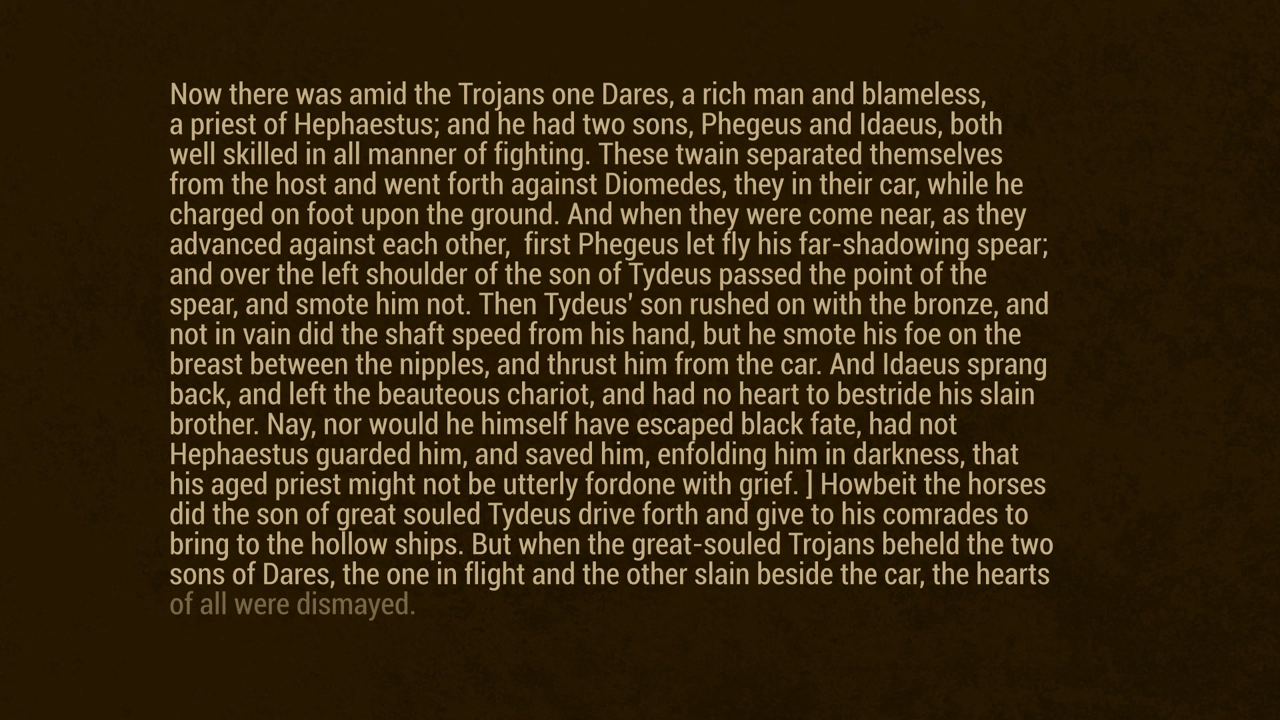 Now there was amid the Trojans one Dares, a rich man and blameless,
a priest of Hephaestus; and he had two sons, Phegeus and Idaeus, both
well skilled in all manner of fighting. These twain separated themselves
from the host and went forth against Diomedes, they in their car, while he
charged on foot upon the ground. And when they were come near, as they
advanced against each other,  first Phegeus let fly his far-shadowing spear;
and over the left shoulder of the son of Tydeus passed the point of the
spear, and smote him not. Then Tydeus' son rushed on with the bronze, and
not in vain did the shaft speed from his hand, but he smote his foe on the
breast between the nipples, and thrust him from the car. And Idaeus sprang
back, and left the beauteous chariot, and had no heart to bestride his slain
brother. Nay, nor would he himself have escaped black fate, had not
Hephaestus guarded him, and saved him, enfolding him in darkness, that
his aged priest might not be utterly fordone with grief. ] Howbeit the horses
did the son of great souled Tydeus drive forth and give to his comrades to
bring to the hollow ships. But when the great-souled Trojans beheld the two
sons of Dares, the one in flight and the other slain beside the car, the hearts
of all were dismayed.